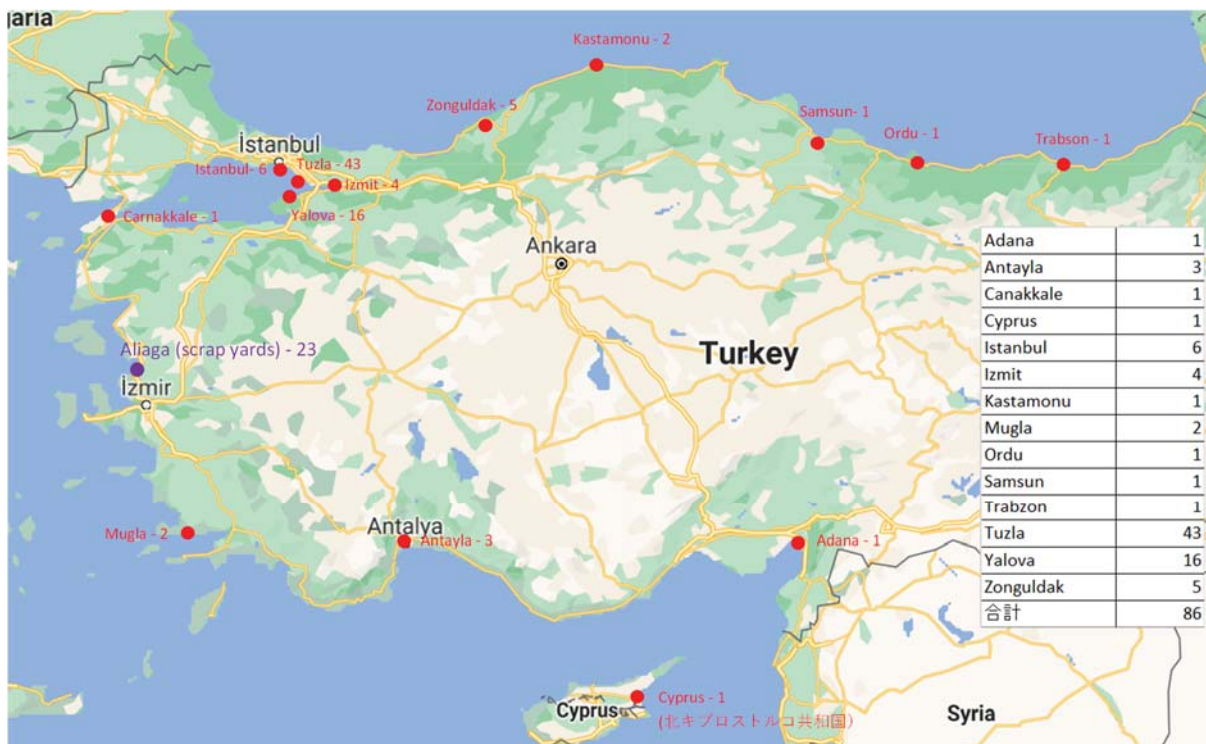 garia
Kastamonu - 2
Zonguldak - 5
Samsun- 1
Ordu - 1
Trabson - 1
İstanbul
Istanbul- 6
Tuzla - 43
Izmit - 4
Yalova - 16
Carnakkale - 1
Ankara
Aliaga (scrap yards) - 23
İzmir
Turkey
Mugla - 2
Antalya
Antayla - 3
Adana - 1
Cyprus
Cyprus - 1
(北キプロストルコ共和国)
Syria
Adana 1
Antayla 3
Canakkale 1
Cyprus 1
Istanbul 6
Izmit 4
Kastamonu 1
Mugla 2
Ordu 1
Samsun 1
Trabzon 1
Tuzla 43
Yalova 16
Zonguldak 5
合計 86